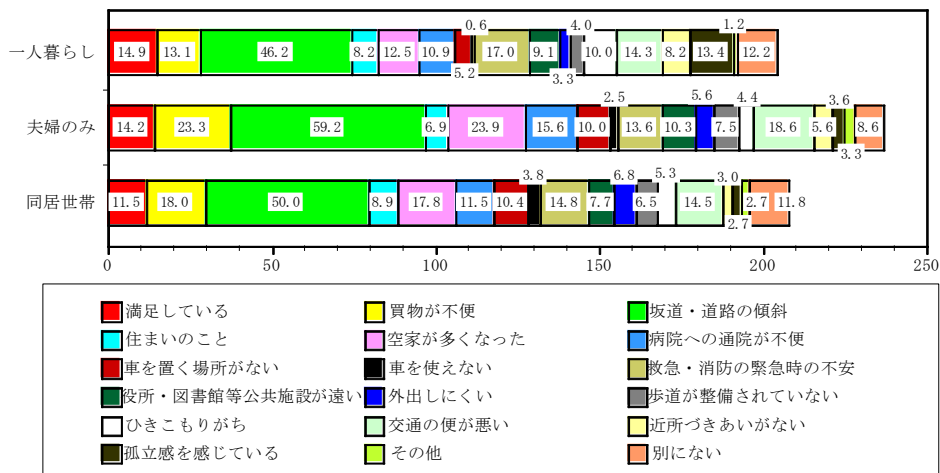 0.6 4.0 1.2
一人暮らし 14.9 13.1 46.2 8.2 12.5 10.9 17.0 9.1 10.0 14.3 8.2 13.4 12.2
5.2 3.3
2.5 5.6 4.4 3.6
夫婦のみ 14.2 23.3 59.2 6.9 23.9 15.6 10.0 13.6 10.3 7.5 18.6 5.6 8.6
3.3
3.8 6.8 5.3 3.0
同居世帯 11.5 18.0 50.0 8.9 17.8 11.5 10.4 14.8 7.7 6.5 14.5 2.7 11.8
2.7
0 50 100 150 200 250
満足している 買物が不便 坂道・道路の傾斜
住まいのこと 空家が多くなった 病院への通院が不便
車を置く場所がない 車を使えない 救急・消防の緊急時の不安
役所・図書館等公共施設が遠い 外出しにくい 歩道が整備されていない
ひきこもりがち 交通の便が悪い 近所づきあいがない
孤立感を感じている その他 別にない